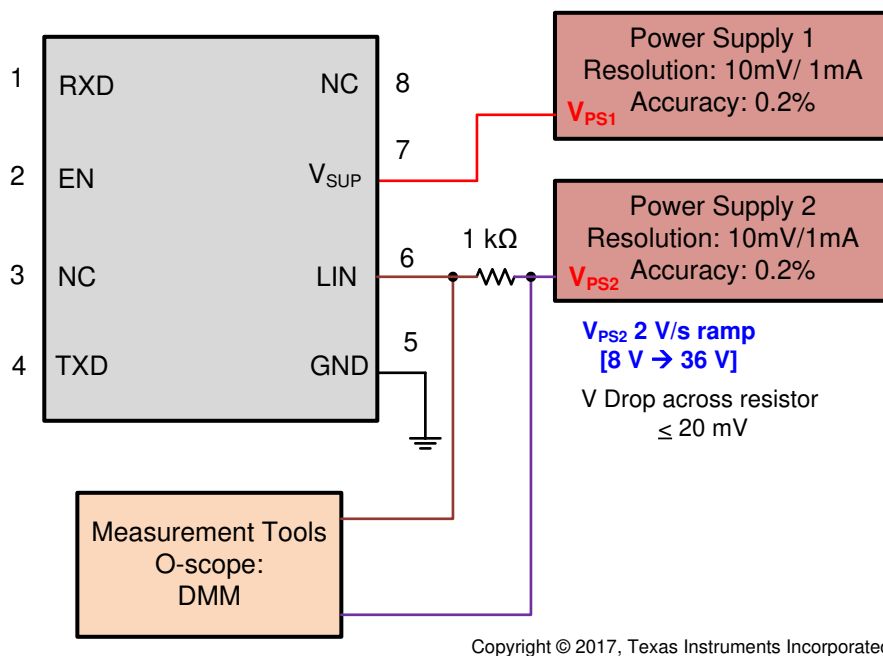 1
RXD
NC
8
2
EN
VSUP
7
3
NC
LIN
6
4
TXD
GND
5
1 kΩ
Power Supply 1
Resolution: 10mV/ 1mA
Accuracy: 0.2%
VPS1
Power Supply 2
Resolution: 10mV/1mA
Accuracy: 0.2%
VPS2
VPS2 2 V/s ramp
[8 V → 36 V]
V Drop across resistor
≤ 20 mV
Measurement Tools
O-scope:
DMM
Copyright © 2017, Texas Instruments Incorporated